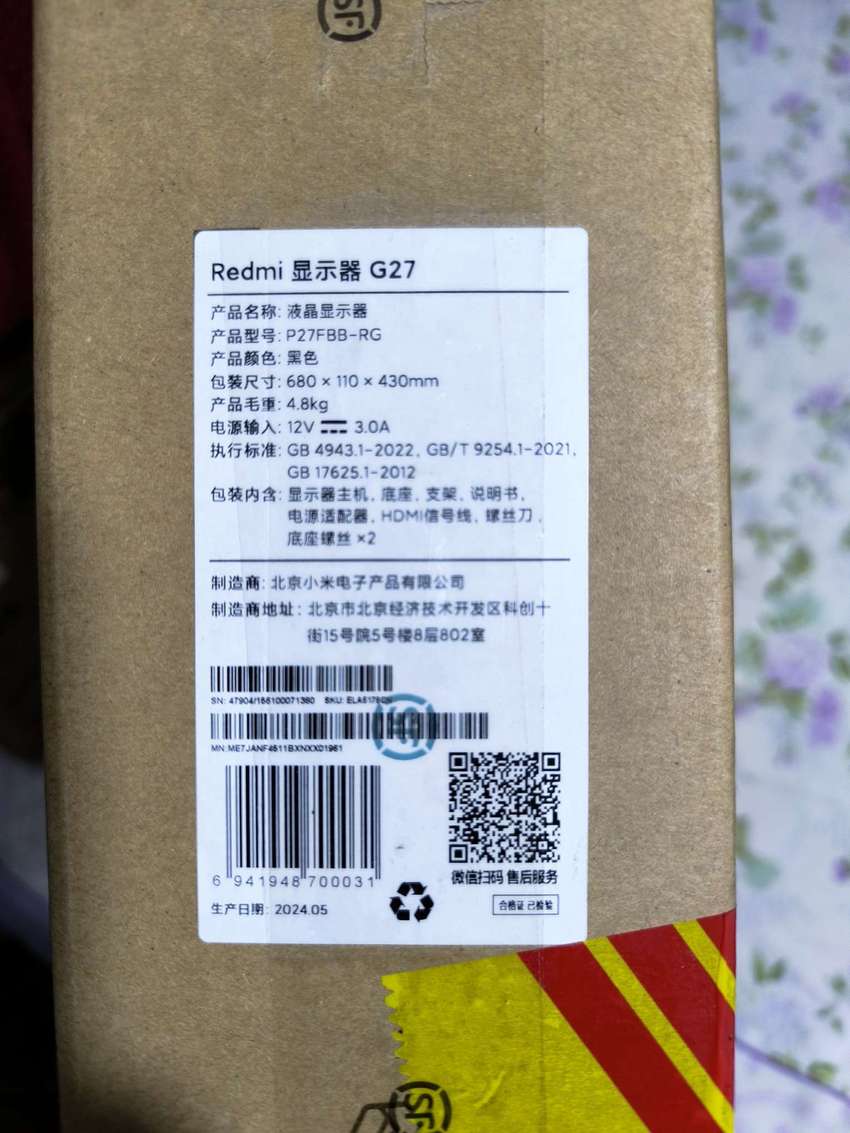 Redmi 显示器 G27
产品名称: 液晶显示器
产品型号: P27FBB-RG
产品颜色: 黑色
包装尺寸: 680 × 110 × 430mm
产品毛重: 4.8kg
电源输入: 12V 3.0A
执行标准: GB 4943.1-2022, GB/T 9254.1-2021,
GB 17625.1-2012
包装内含: 显示器主机, 底座, 支架, 说明书,
电源适配器, HDMI信号线, 螺丝刀,
底座螺丝 ×2
制造商: 北京小米电子产品有限公司
制造商地址: 北京市北京经济技术开发区科创十
街15号院5号楼8层802室
SN: 47904/ SKU:
6 941948 700031
微信扫码 售后服务
生产日期: 2024.05
合格证 已检验